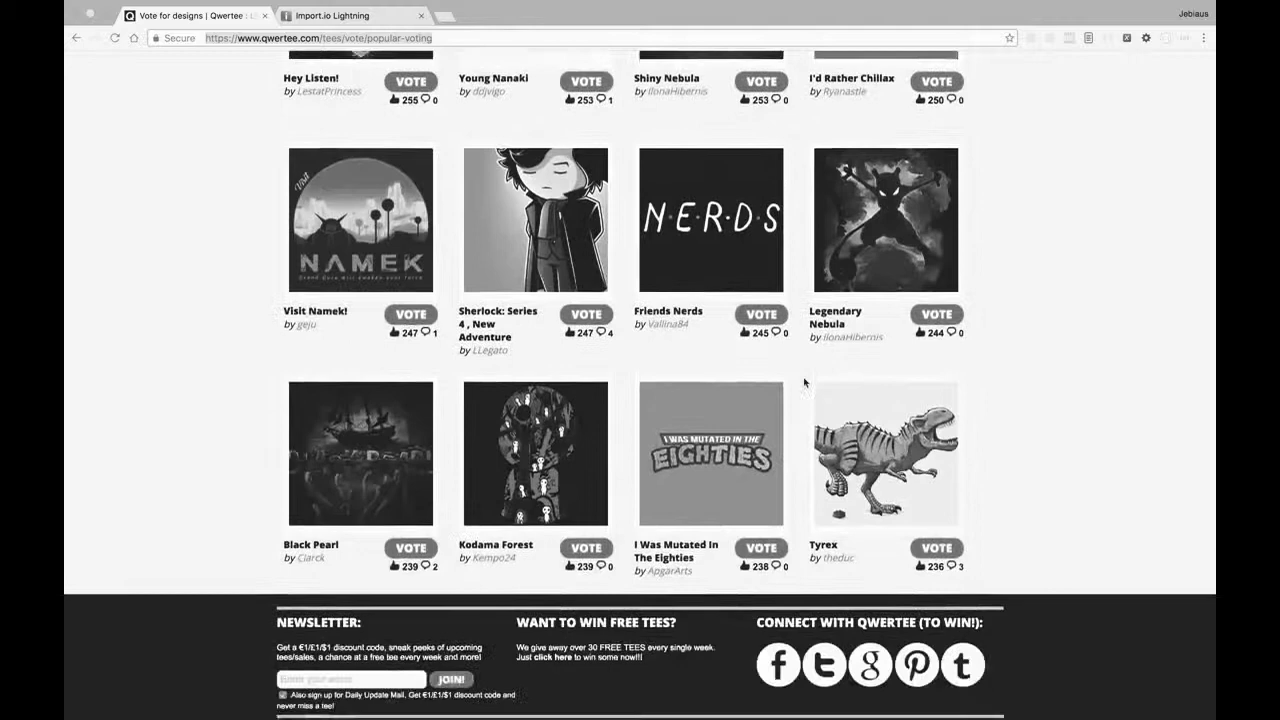 Vote for designs | Qwertee :
Import.io Lightning
Jebiaus
Secure https://www.qwertee.com/tees/vote/popular-voting
Hey Listen! VOTE
by LestatPrincess 255 0
Young Nanaki VOTE
by ddjvigo 253 1
Shiny Nebula VOTE
by IlonaHibernis 253 0
I'd Rather Chillax VOTE
by Ryanastle 250 0
Visit
NAMEK
NERDS
Visit Namek! VOTE
by geju 247 1
Sherlock: Series VOTE
4 , New
Adventure 247 4
by LLegato
Friends Nerds VOTE
by Vallina84 245 0
Legendary VOTE
Nebula 244 0
by IlonaHibernis
I WAS MUTATED IN THE
EIGHTIES
Black Pearl VOTE
by Clarck 239 2
Kodama Forest VOTE
by Kempo24 239 0
I Was Mutated In VOTE
The Eighties 238 0
by ApgarArts
Tyrex VOTE
by theduc 236 3
NEWSLETTER:
Get a €1/£1/$1 discount code, sneak peeks of upcoming
tees/sales, a chance at a free tee every week and more!
Enter your email JOIN!
Also sign up for Daily Update Mail. Get €1/£1/$1 discount code and
never miss a tee!
WANT TO WIN FREE TEES?
We give away over 30 FREE TEES every single week.
Just click here to win some now!!!
CONNECT WITH QWERTEE (TO WIN!):